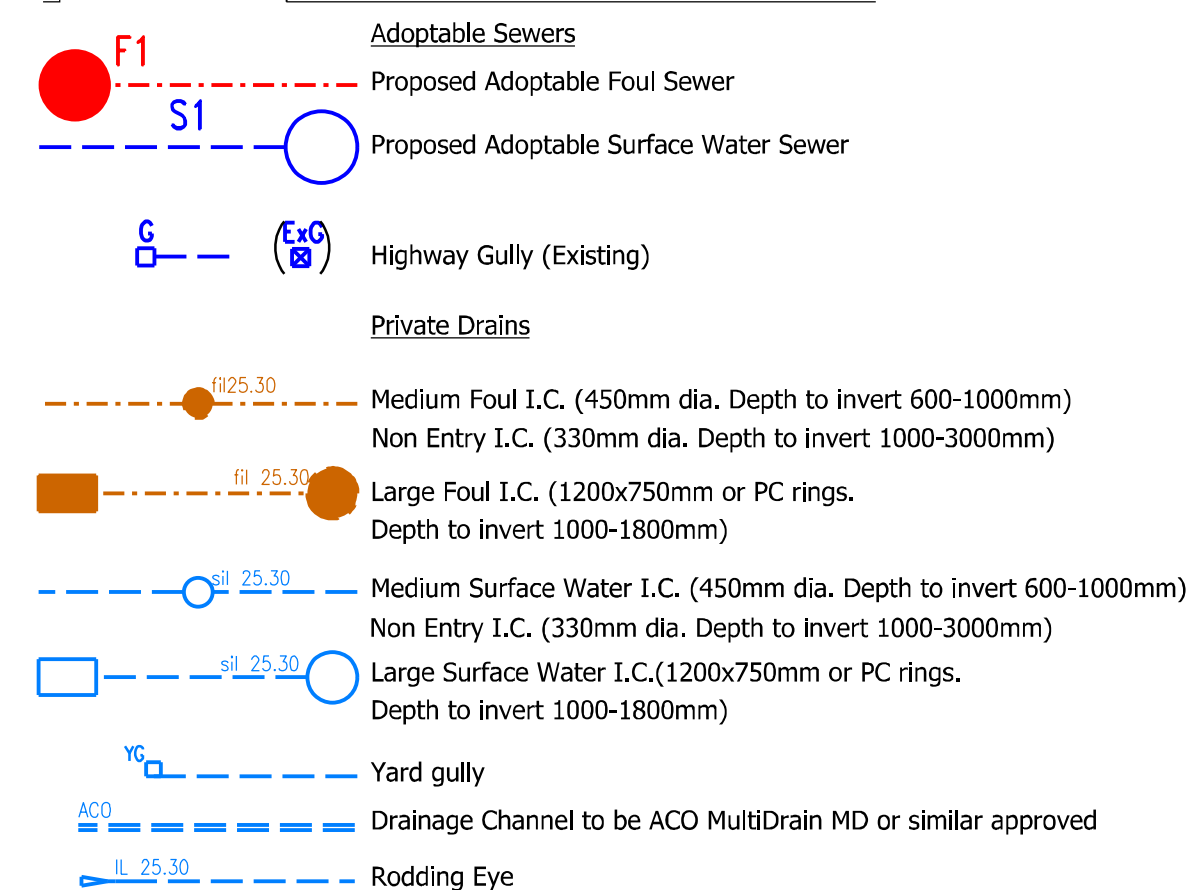 Adoptable Sewers
F1
Proposed Adoptable Foul Sewer
S1
Proposed Adoptable Surface Water Sewer
G
(ExG)
Highway Gully (Existing)
Private Drains
fil25.30
Medium Foul I.C. (450mm dia. Depth to invert 600-1000mm)
Non Entry I.C. (330mm dia. Depth to invert 1000-3000mm)
fil 25.30
Large Foul I.C. (1200x750mm or PC rings.
Depth to invert 1000-1800mm)
sil 25.30
Medium Surface Water I.C. (450mm dia. Depth to invert 600-1000mm)
Non Entry I.C. (330mm dia. Depth to invert 1000-3000mm)
sil 25.30
Large Surface Water I.C.(1200x750mm or PC rings.
Depth to invert 1000-1800mm)
YG
Yard gully
ACO
Drainage Channel to be ACO MultiDrain MD or similar approved
IL 25.30
Rodding Eye